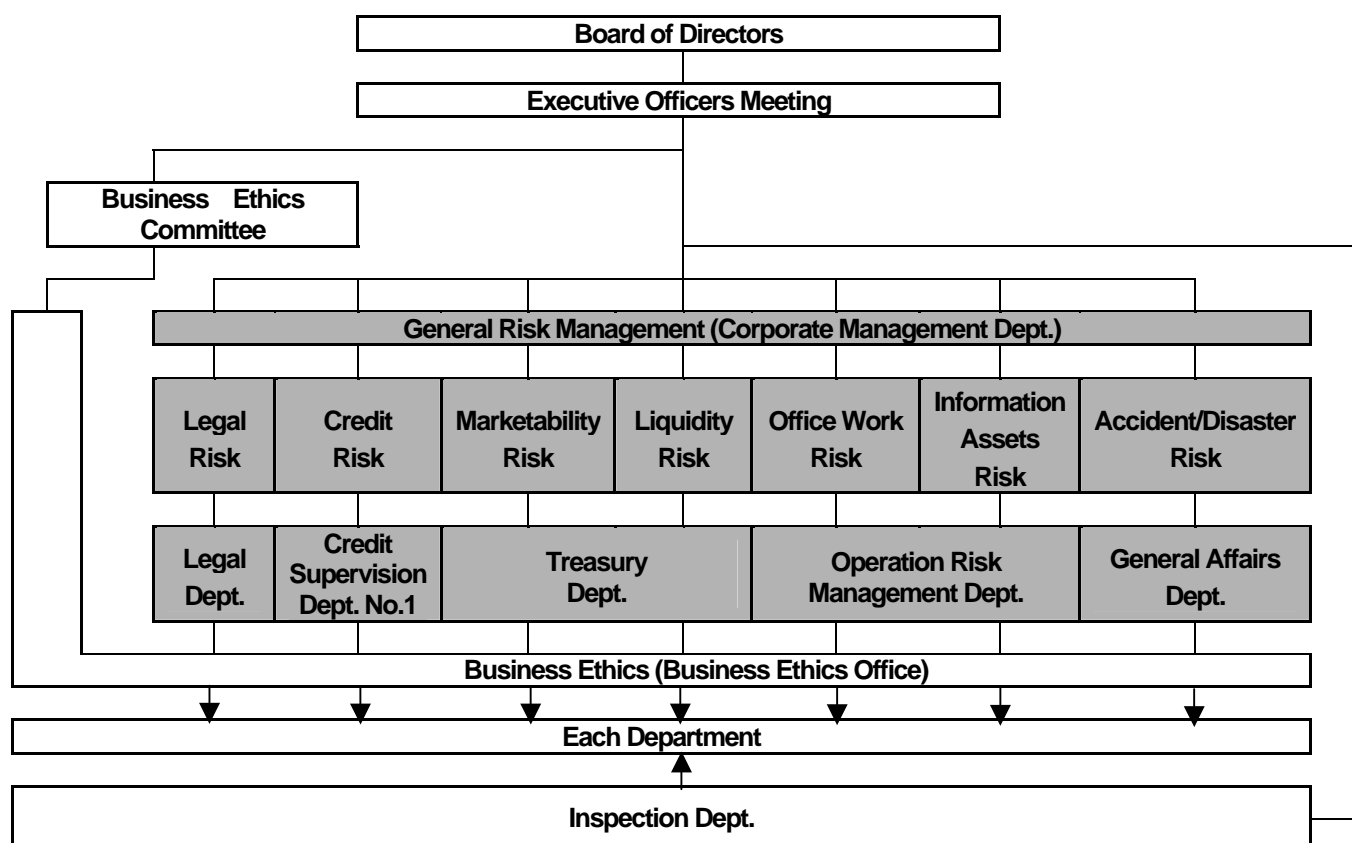 Board of Directors
Executive Officers Meeting
Business Ethics
Committee
General Risk Management (Corporate Management Dept.)
Legal
Risk
Credit
Risk
Marketability
Risk
Liquidity
Risk
Office Work
Risk
Information
Assets
Risk
Accident/Disaster
Risk
Legal
Dept.
Credit
Supervision
Dept. No.1
Treasury
Dept.
Operation Risk
Management Dept.
General Affairs
Dept.
Business Ethics (Business Ethics Office)
Each Department
Inspection Dept.